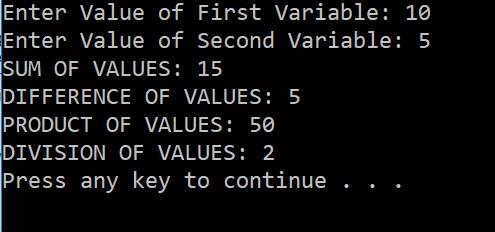 Enter Value of First Variable: 10
Enter Value of Second Variable: 5
SUM OF VALUES: 15
DIFFERENCE OF VALUES: 5
PRODUCT OF VALUES: 50
DIVISION OF VALUES: 2
Press any key to continue . . .